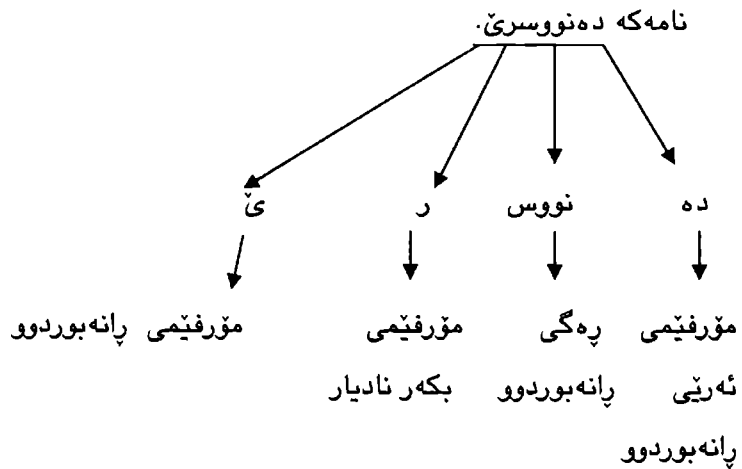 نامەکە دەنووسرێ.
دە نووس ر ێ
مۆرفێمی ڕەگی مۆرفێمی مۆرفێمی ڕانەبوردوو
ئەرێی ڕانەبوردوو بکەر نادیار
ڕانەبوردوو